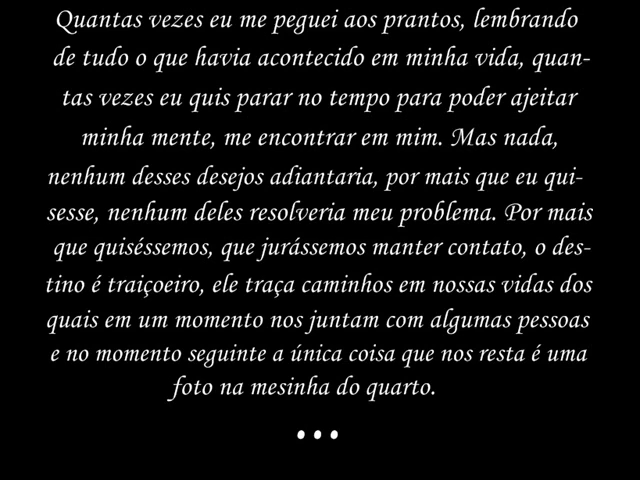 Quantas vezes eu me peguei aos prantos, lembrando
de tudo o que havia acontecido em minha vida, quan-
tas vezes eu quis parar no tempo para poder ajeitar
minha mente, me encontrar em mim. Mas nada,
nenhum desses desejos adiantaria, por mais que eu qui-
sesse, nenhum deles resolveria meu problema. Por mais
que quiséssemos, que jurássemos manter contato, o des-
tino é traiçoeiro, ele traça caminhos em nossas vidas dos
quais em um momento nos juntam com algumas pessoas
e no momento seguinte a única coisa que nos resta é uma
foto na mesinha do quarto.
...